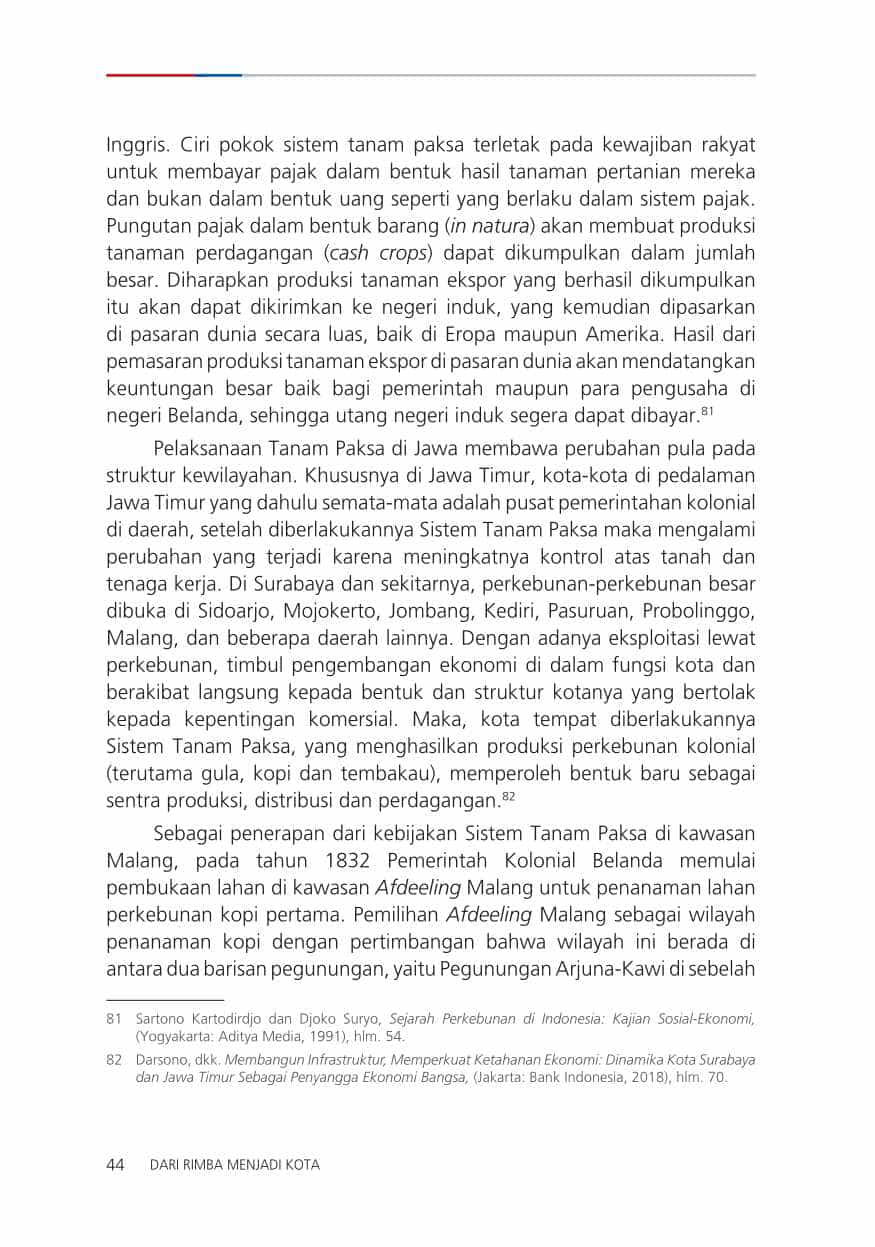 Inggris. Ciri pokok sistem tanam paksa terletak pada kewajiban rakyat
untuk membayar pajak dalam bentuk hasil tanaman pertanian mereka
dan bukan dalam bentuk uang seperti yang berlaku dalam sistem pajak.
Pungutan pajak dalam bentuk barang (in natura) akan membuat produksi
tanaman perdagangan (cash crops) dapat dikumpulkan dalam jumlah
besar. Diharapkan produksi tanaman ekspor yang berhasil dikumpulkan
itu akan dapat dikirimkan ke negeri induk, yang kemudian dipasarkan
di pasaran dunia secara luas, baik di Eropa maupun Amerika. Hasil dari
pemasaran produksi tanaman ekspor di pasaran dunia akan mendatangkan
keuntungan besar baik bagi pemerintah maupun para pengusaha di
negeri Belanda, sehingga utang negeri induk segera dapat dibayar.81
Pelaksanaan Tanam Paksa di Jawa membawa perubahan pula pada
struktur kewilayahan. Khususnya di Jawa Timur, kota-kota di pedalaman
Jawa Timur yang dahulu semata-mata adalah pusat pemerintahan kolonial
di daerah, setelah diberlakukannya Sistem Tanam Paksa maka mengalami
perubahan yang terjadi karena meningkatnya kontrol atas tanah dan
tenaga kerja. Di Surabaya dan sekitarnya, perkebunan-perkebunan besar
dibuka di Sidoarjo, Mojokerto, Jombang, Kediri, Pasuruan, Probolinggo,
Malang, dan beberapa daerah lainnya. Dengan adanya eksploitasi lewat
perkebunan, timbul pengembangan ekonomi di dalam fungsi kota dan
berakibat langsung kepada bentuk dan struktur kotanya yang bertolak
kepada kepentingan komersial. Maka, kota tempat diberlakukannya
Sistem Tanam Paksa, yang menghasilkan produksi perkebunan kolonial
(terutama gula, kopi dan tembakau), memperoleh bentuk baru sebagai
sentra produksi, distribusi dan perdagangan.82
Sebagai penerapan dari kebijakan Sistem Tanam Paksa di kawasan
Malang, pada tahun 1832 Pemerintah Kolonial Belanda memulai
pembukaan lahan di kawasan Afdeeling Malang untuk penanaman lahan
perkebunan kopi pertama. Pemilihan Afdeeling Malang sebagai wilayah
penanaman kopi dengan pertimbangan bahwa wilayah ini berada di
antara dua barisan pegunungan, yaitu Pegunungan Arjuna-Kawi di sebelah
81 Sartono Kartodirdjo dan Djoko Suryo, Sejarah Perkebunan di Indonesia: Kajian Sosial-Ekonomi,
(Yogyakarta: Aditya Media, 1991), hlm. 54.
82 Darsono, dkk. Membangun Infrastruktur, Memperkuat Ketahanan Ekonomi: Dinamika Kota Surabaya
dan Jawa Timur Sebagai Penyangga Ekonomi Bangsa, (Jakarta: Bank Indonesia, 2018), hlm. 70.
44 DARI RIMBA MENJADI KOTA